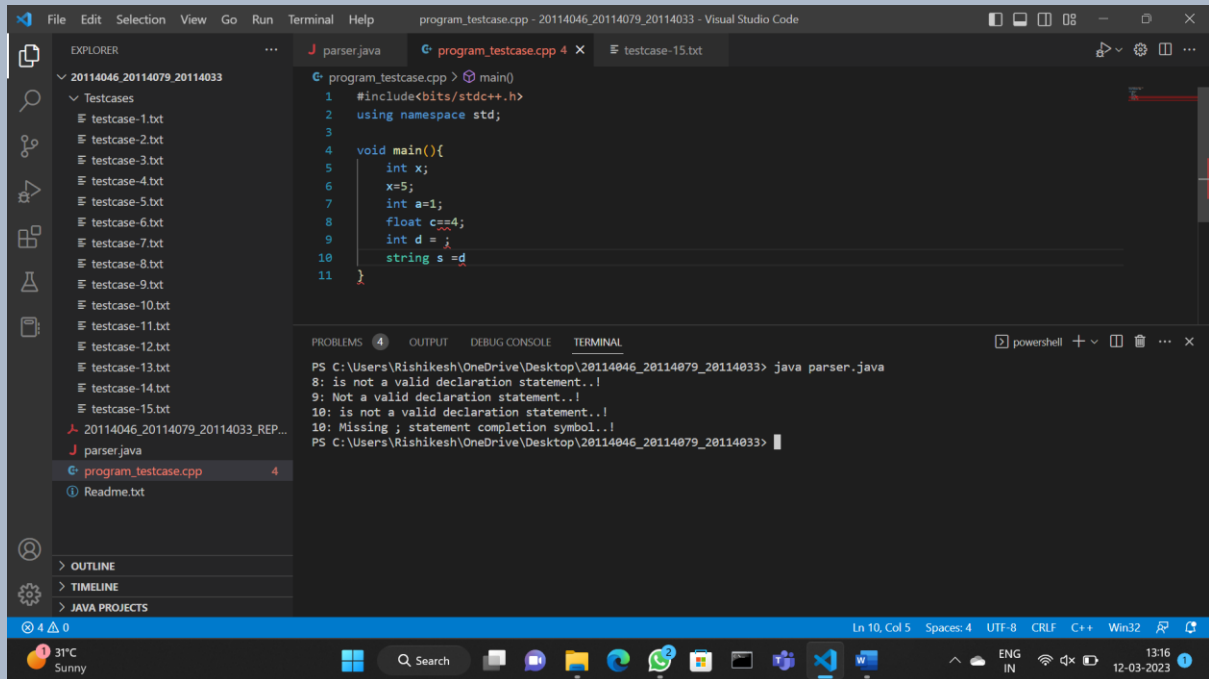 File Edit Selection View Go Run Terminal Help program_testcase.cpp - 20114046_20114079_20114033 - Visual Studio Code
EXPLORER
20114046_20114079_20114033
Testcases
testcase-1.txt
testcase-2.txt
testcase-3.txt
testcase-4.txt
testcase-5.txt
testcase-6.txt
testcase-7.txt
testcase-8.txt
testcase-9.txt
testcase-10.txt
testcase-11.txt
testcase-12.txt
testcase-13.txt
testcase-14.txt
testcase-15.txt
20114046_20114079_20114033_REP...
parser.java
program_testcase.cpp 4
Readme.txt
OUTLINE
TIMELINE
JAVA PROJECTS
J parser.java program_testcase.cpp 4 testcase-15.txt
program_testcase.cpp > main()
1 #include<bits/stdc++.h>
2 using namespace std;
3
4 void main(){
5 int x;
6 x=5;
7 int a=1;
8 float c==4;
9 int d = ;
10 string s =d
11 }
PROBLEMS 4 OUTPUT DEBUG CONSOLE TERMINAL powershell
PS C:\Users\Rishikesh\OneDrive\Desktop\20114046_20114079_20114033> java parser.java
8: is not a valid declaration statement..!
9: Not a valid declaration statement..!
10: is not a valid declaration statement..!
10: Missing ; statement completion symbol..!
PS C:\Users\Rishikesh\OneDrive\Desktop\20114046_20114079_20114033>
4 0 Ln 10, Col 5 Spaces: 4 UTF-8 CRLF C++ Win32
1 31°C
Sunny
Search
2
ENG
IN
13:16
12-03-2023
1